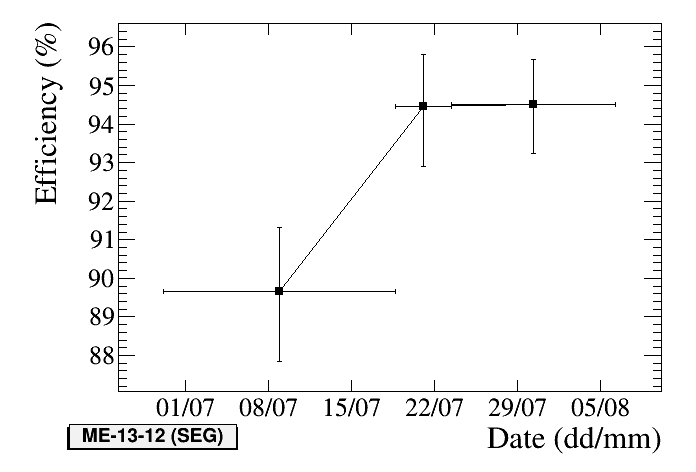 Efficiency (%)
96
95
94
93
92
91
90
89
88
01/07 08/07 15/07 22/07 29/07 05/08
ME-13-12 (SEG)
Date (dd/mm)